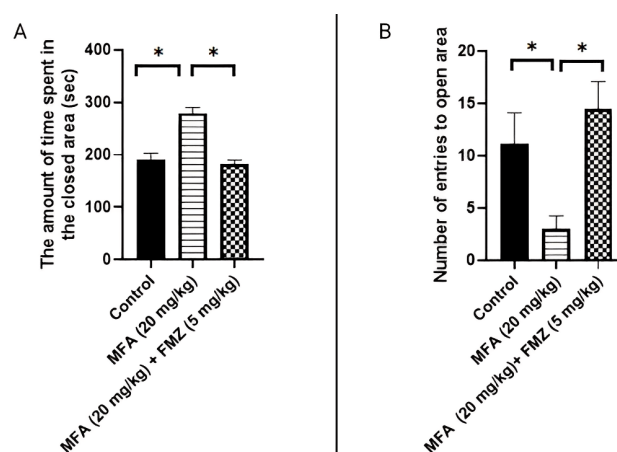 A
The amount of time spent in
the closed area (sec)
400
300
200
100
0
*
*
Control
MFA (20 mg/kg)
MFA (20 mg/kg) + FMZ (5 mg/kg)
B
Number of entries to open area
20
15
10
5
0
*
*
Control
MFA (20 mg/kg)
MFA (20 mg/kg)+ FMZ (5 mg/kg)